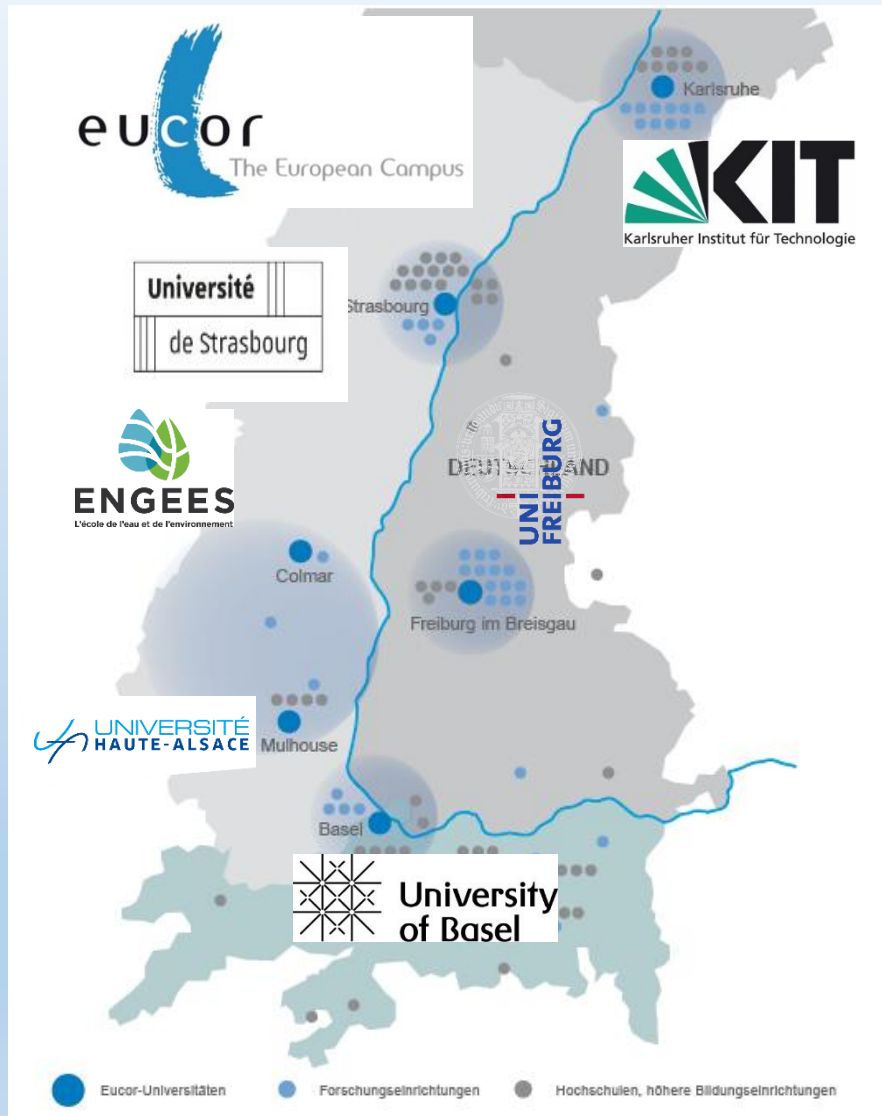 eucor
The European Campus
Karlsruhe
KIT
Karlsruher Institut für Technologie
Université
de Strasbourg
Strasbourg
ENGEES
L'école de l'eau et de l'environnement
DEUTSCHLAND
UNI
FREIBURG
Colmar
Freiburg im Breisgau
UNIVERSITÉ
HAUTE-ALSACE
Mulhouse
Basel
University
of Basel
Eucor-Universitäten
Forschungseinrichtungen
Hochschulen, höhere Bildungseinrichtungen